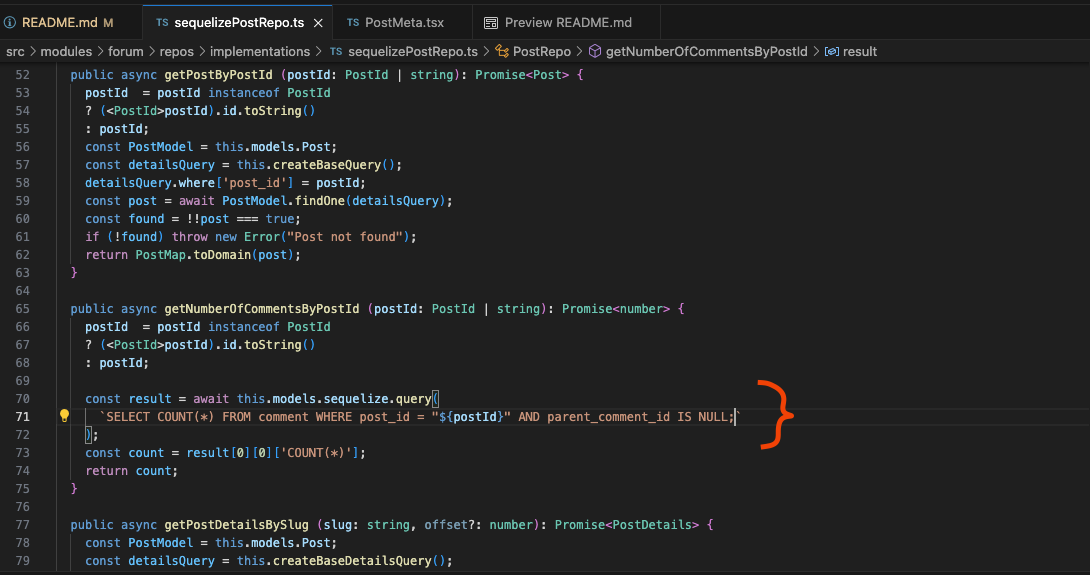 README.md M
TS sequelizePostRepo.ts ×
TS PostMeta.tsx
Preview README.md
src > modules > forum > repos > implementations > TS sequelizePostRepo.ts > PostRepo > getNumberOfCommentsByPostId > result
52 public async getPostByPostId (postId: PostId | string): Promise<Post> {
53 postId  = postId instanceof PostId
54 ? (<PostId>postId).id.toString()
55 : postId;
56 const PostModel = this.models.Post;
57 const detailsQuery = this.createBaseQuery();
58 detailsQuery.where['post_id'] = postId;
59 const post = await PostModel.findOne(detailsQuery);
60 const found = !!post === true;
61 if (!found) throw new Error("Post not found");
62 return PostMap.toDomain(post);
63 }
64
65 public async getNumberOfCommentsByPostId (postId: PostId | string): Promise<number> {
66 postId  = postId instanceof PostId
67 ? (<PostId>postId).id.toString()
68 : postId;
69
70 const result = await this.models.sequelize.query(
71 `SELECT COUNT(*) FROM comment WHERE post_id = "${postId}" AND parent_comment_id IS NULL;`
72 );
73 const count = result[0][0]['COUNT(*)'];
74 return count;
75 }
76
77 public async getPostDetailsBySlug (slug: string, offset?: number): Promise<PostDetails> {
78 const PostModel = this.models.Post;
79 const detailsQuery = this.createBaseDetailsQuery();